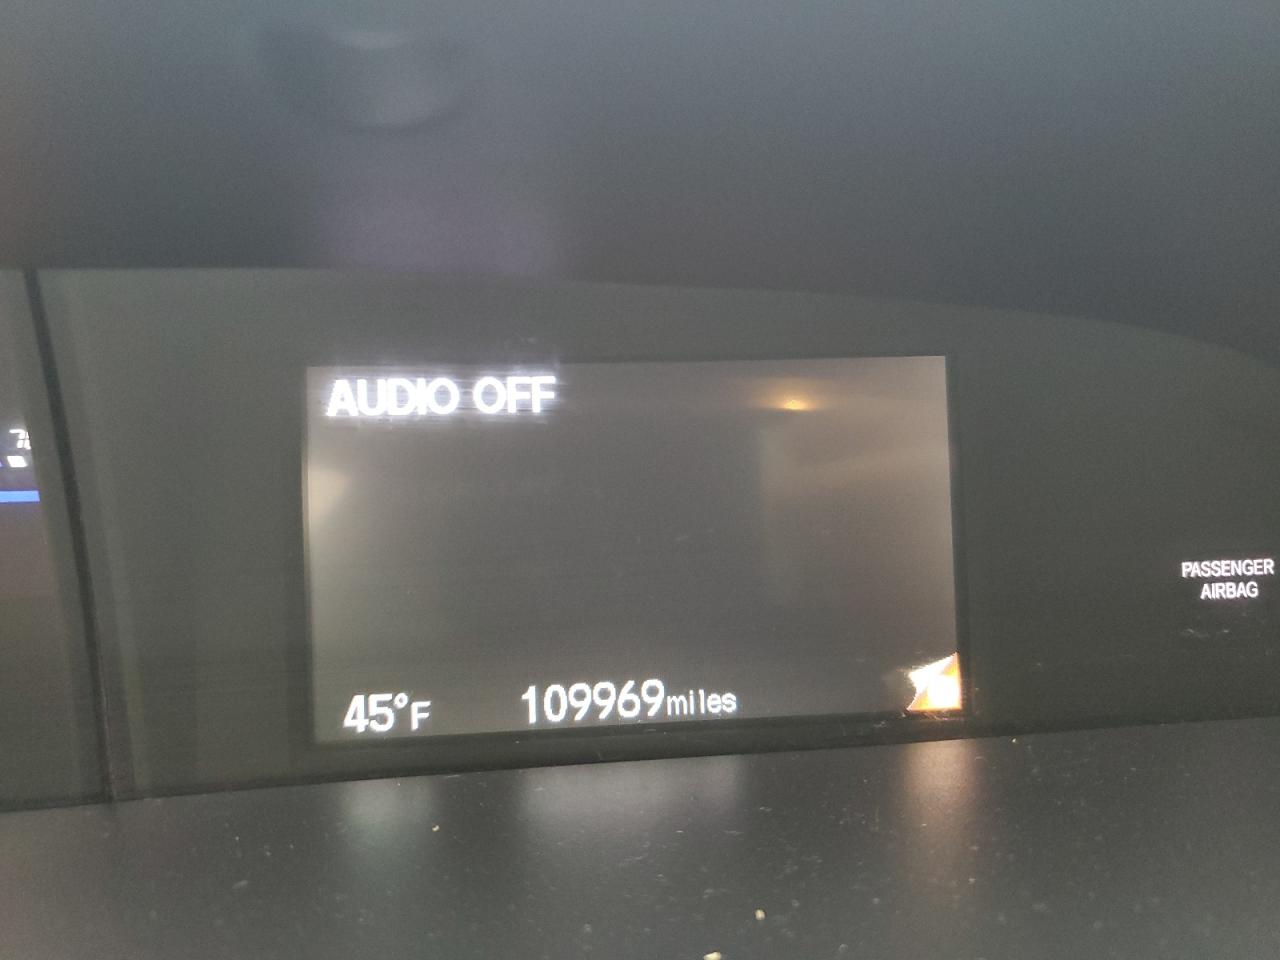 AUDIO OFF
45°F 109969miles
PASSENGER
AIRBAG